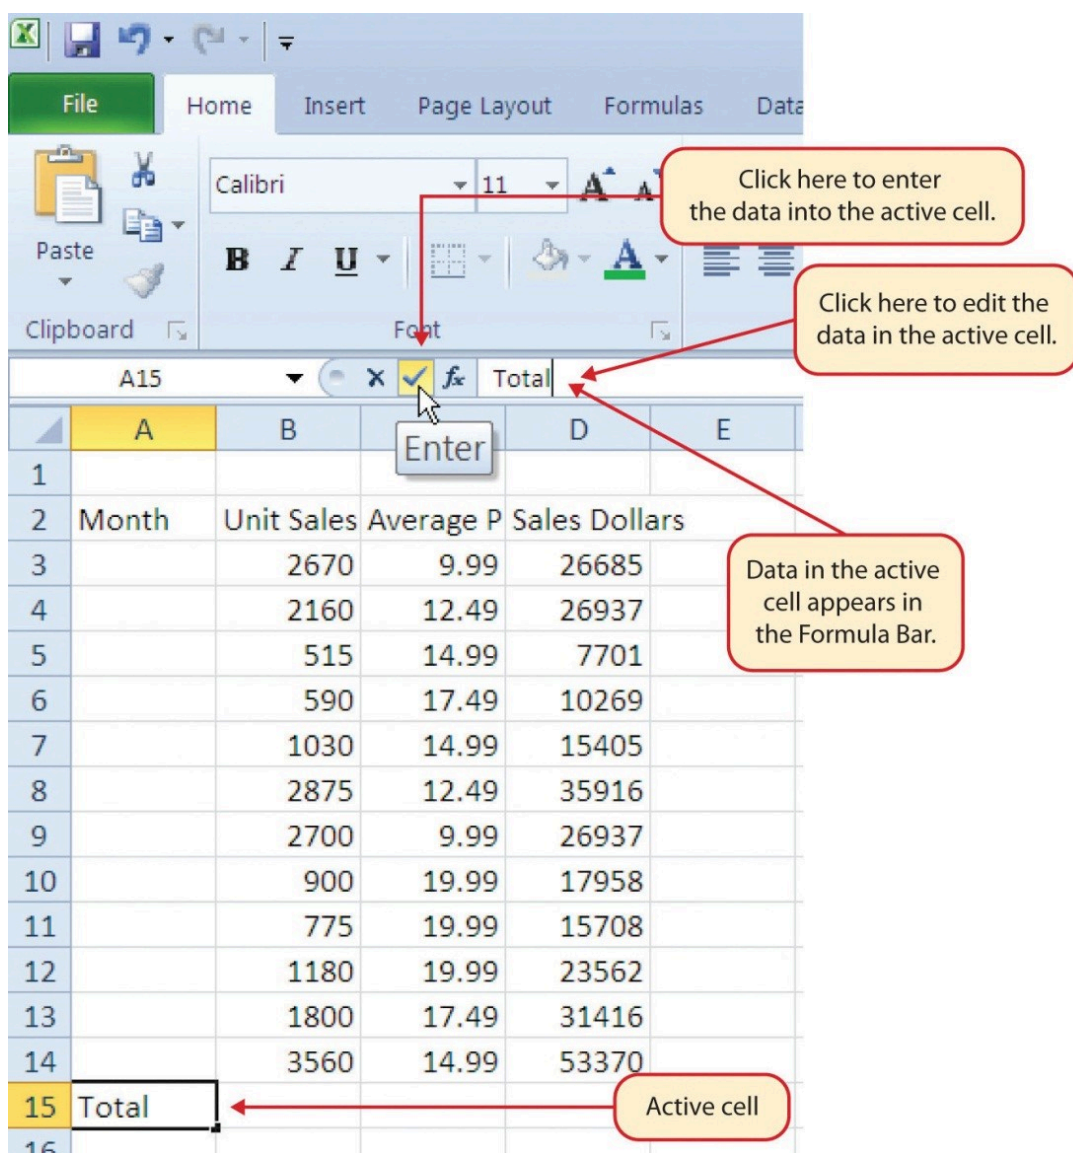 File Home Insert Page Layout Formulas Data
Calibri 11 A A
Click here to enter
the data into the active cell.
Paste
B I U A
Click here to edit the
data in the active cell.
Clipboard Font
A15 fx Total
A B D E
Enter
1
2 Month Unit Sales Average P Sales Dollars
3 2670 9.99 26685
4 2160 12.49 26937
Data in the active
cell appears in
the Formula Bar.
5 515 14.99 7701
6 590 17.49 10269
7 1030 14.99 15405
8 2875 12.49 35916
9 2700 9.99 26937
10 900 19.99 17958
11 775 19.99 15708
12 1180 19.99 23562
13 1800 17.49 31416
14 3560 14.99 53370
15 Total Active cell
16